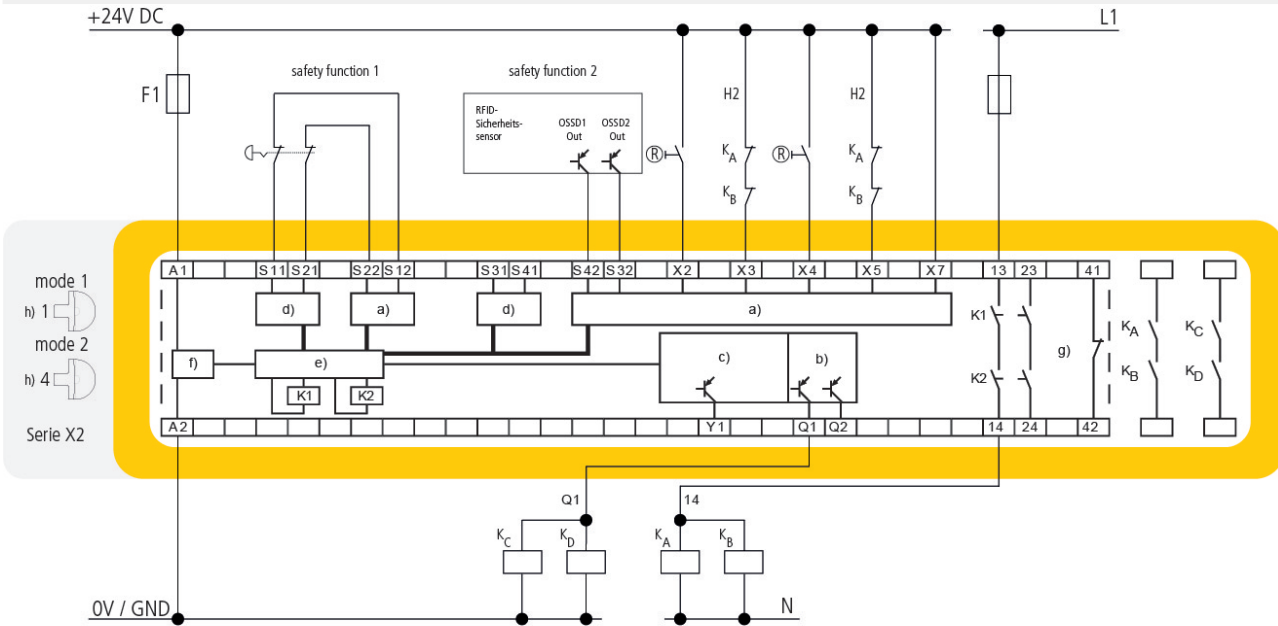 +24V DC
L1
F1
safety function 1
safety function 2
RFID-
Sicherheits-
sensor
OSSD1
Out
OSSD2
Out
R
H2
KA
KB
R
H2
KA
KB
A1 S11 S21 S22 S12 S31 S41 S42 S32 X2 X3 X4 X5 X7 13 23 41
mode 1
h) 1
mode 2
h) 4
Serie X2
d) a) d) a)
f) e) c) b) g)
K1 K2
K1
K2
KA
KB
KC
KD
A2 Y1 Q1 Q2 14 24 42
Q1 14
KC KD KA KB
0V / GND
N